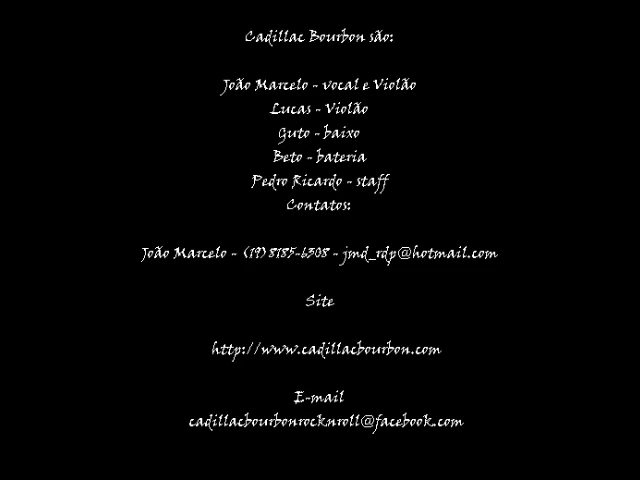 Cadillac Bourbon são:
João Marcelo - vocal e Violão
Lucas - Violão
Guto - baixo
Beto - bateria
Pedro Ricardo - staff
Contatos:
João Marcelo - (19) 8185-6308 - jmd_rdp@hotmail.com
Site
http://www.cadillacbourbon.com
E-mail
cadillacbourbonrocknroll@facebook.com